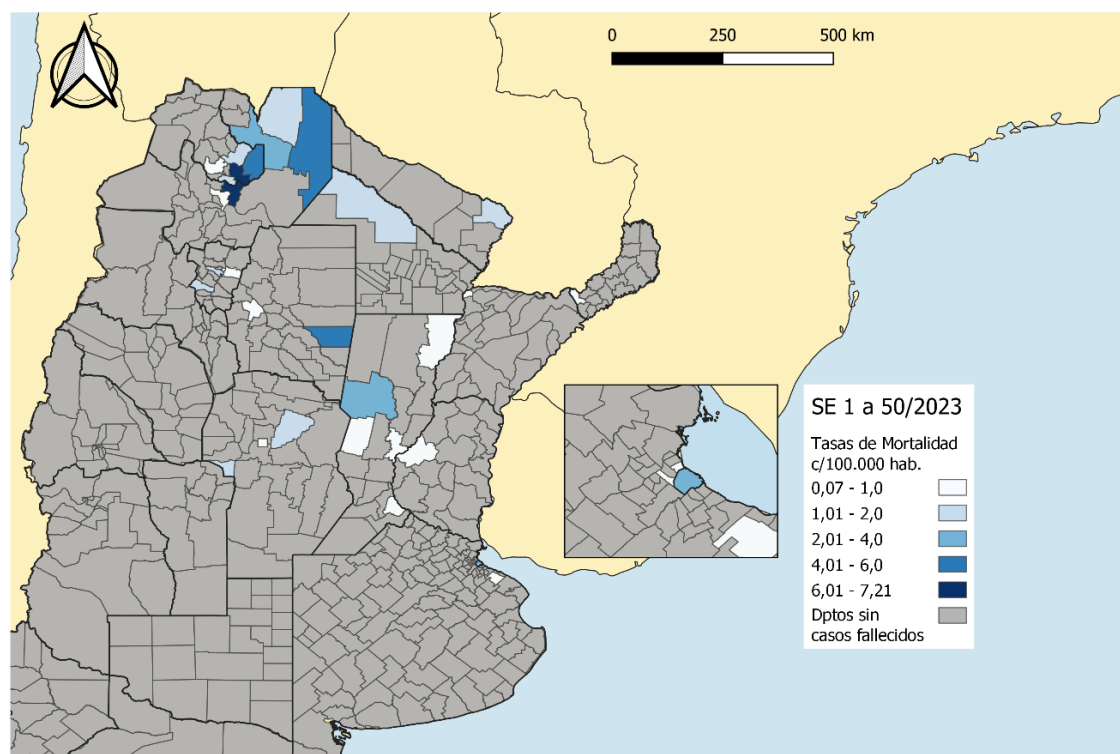 0 250 500 km
SE 1 a 50/2023
Tasas de Mortalidad
c/100.000 hab.
0,07 - 1,0
1,01 - 2,0
2,01 - 4,0
4,01 - 6,0
6,01 - 7,21
Dptos sin
casos fallecidos